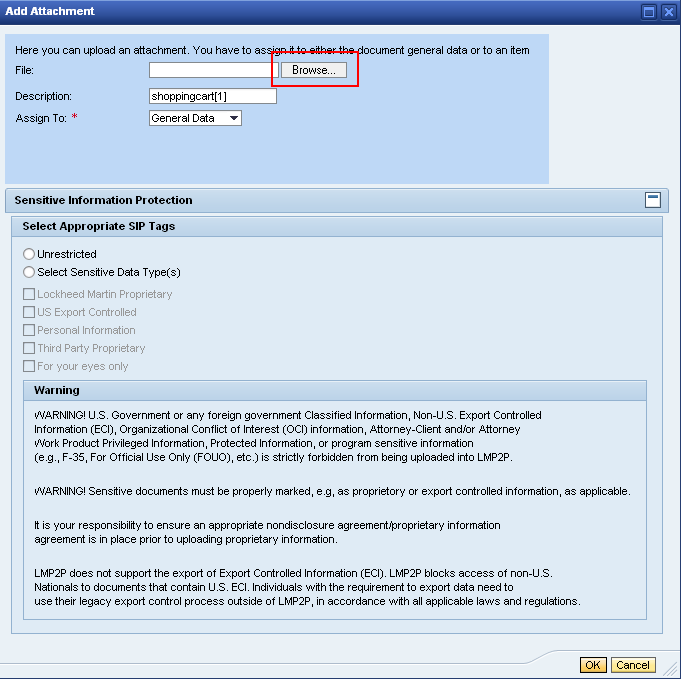 Add Attachment
Here you can upload an attachment. You have to assign it to either the document general data or to an item
File:
Browse...
Description:
shoppingcart[1]
Assign To: *
General Data
Sensitive Information Protection
Select Appropriate SIP Tags
Unrestricted
Select Sensitive Data Type(s)
Lockheed Martin Proprietary
US Export Controlled
Personal Information
Third Party Proprietary
For your eyes only
Warning
WARNING! U.S. Government or any foreign government Classified Information, Non-U.S. Export Controlled
Information (ECI), Organizational Conflict of Interest (OCI) information, Attorney-Client and/or Attorney
Work Product Privileged Information, Protected Information, or program sensitive information
(e.g., F-35, For Official Use Only (FOUO), etc.) is strictly forbidden from being uploaded into LMP2P.
WARNING! Sensitive documents must be properly marked, e.g, as proprietory or export controlled information, as applicable.
It is your responsibility to ensure an appropriate nondisclosure agreement/proprietary information
agreement is in place prior to uploading proprietary information.
LMP2P does not support the export of Export Controlled Information (ECI). LMP2P blocks access of non-U.S.
Nationals to documents that contain U.S. ECI. Individuals with the requirement to export data need to
use their legacy export control process outside of LMP2P, in accordance with all applicable laws and regulations.
OK
Cancel